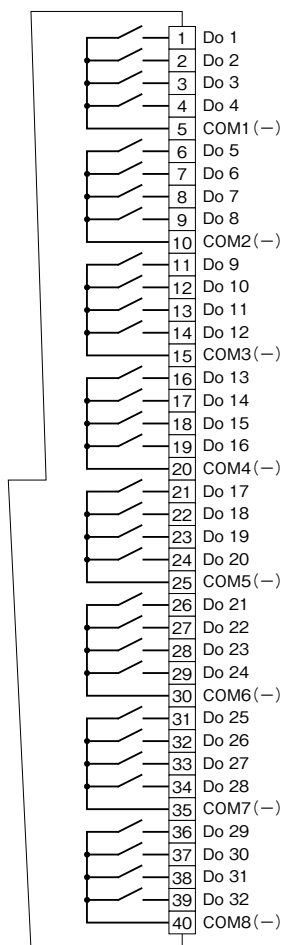 1 Do 1
2 Do 2
3 Do 3
4 Do 4
5 COM1(−)
6 Do 5
7 Do 6
8 Do 7
9 Do 8
10 COM2(−)
11 Do 9
12 Do 10
13 Do 11
14 Do 12
15 COM3(−)
16 Do 13
17 Do 14
18 Do 15
19 Do 16
20 COM4(−)
21 Do 17
22 Do 18
23 Do 19
24 Do 20
25 COM5(−)
26 Do 21
27 Do 22
28 Do 23
29 Do 24
30 COM6(−)
31 Do 25
32 Do 26
33 Do 27
34 Do 28
35 COM7(−)
36 Do 29
37 Do 30
38 Do 31
39 Do 32
40 COM8(−)